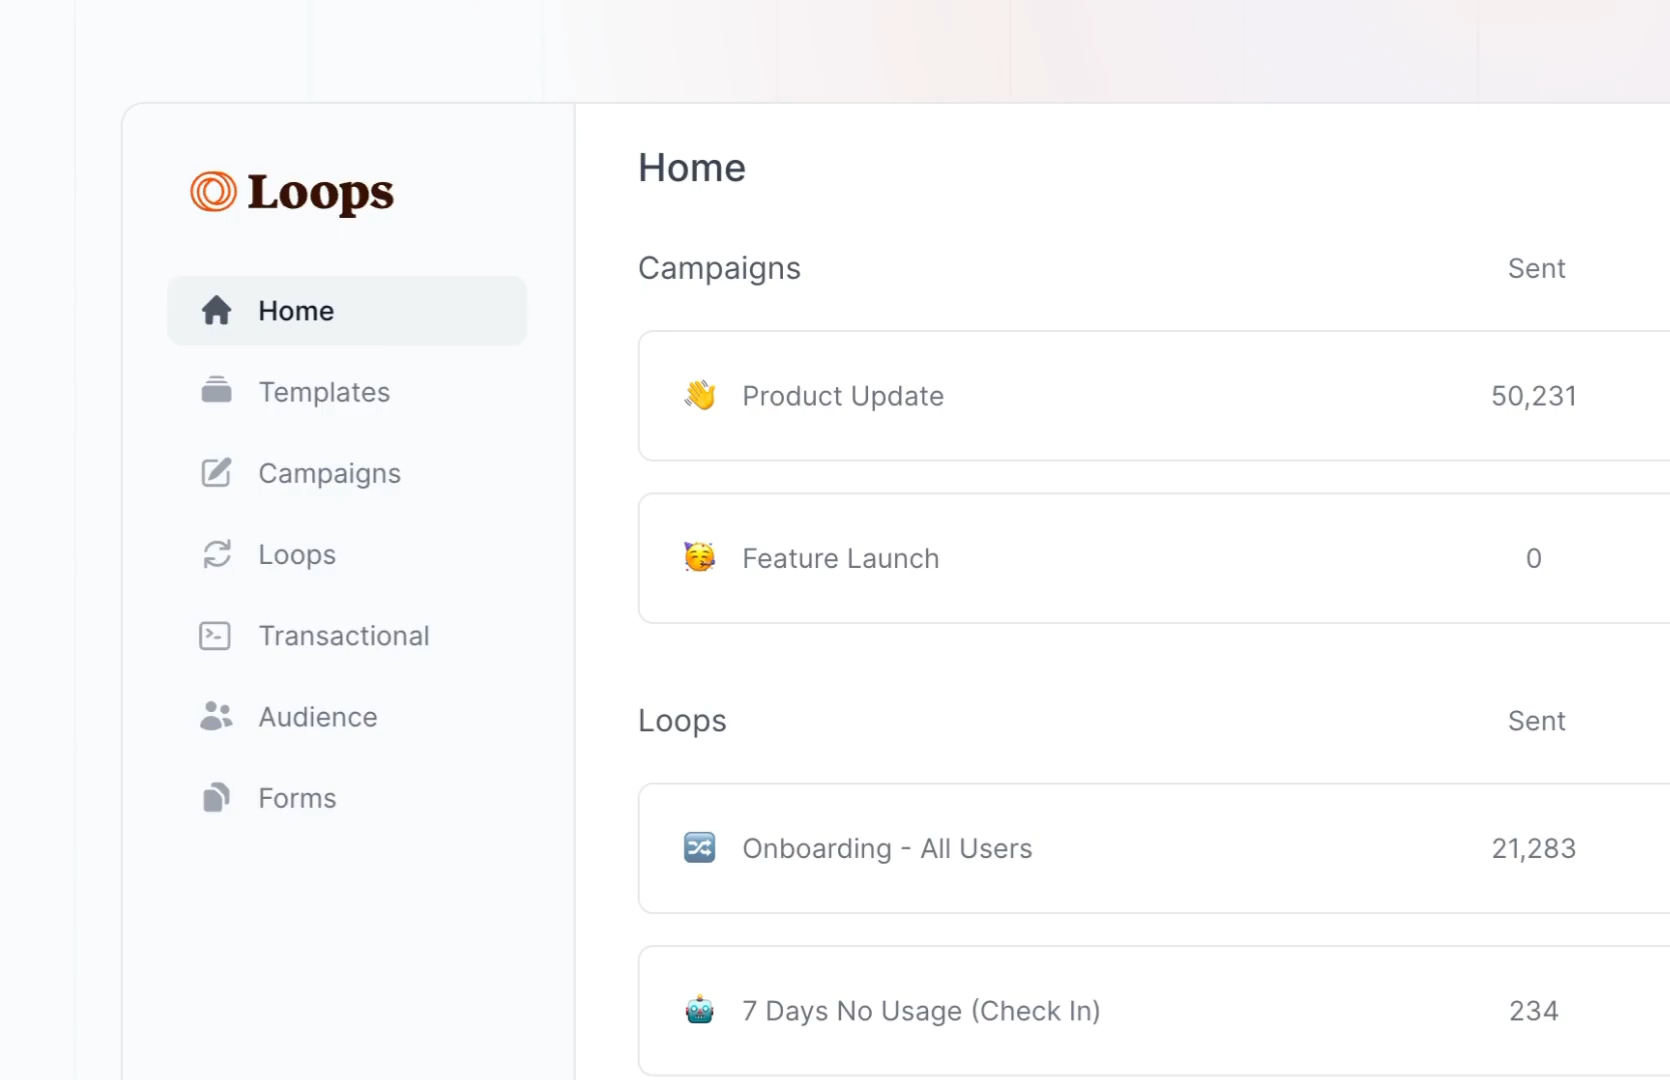 Loops
Home
Templates
Campaigns
Loops
Transactional
Audience
Forms
Home
Campaigns Sent
Product Update 50,231
Feature Launch 0
Loops Sent
Onboarding - All Users 21,283
7 Days No Usage (Check In) 234